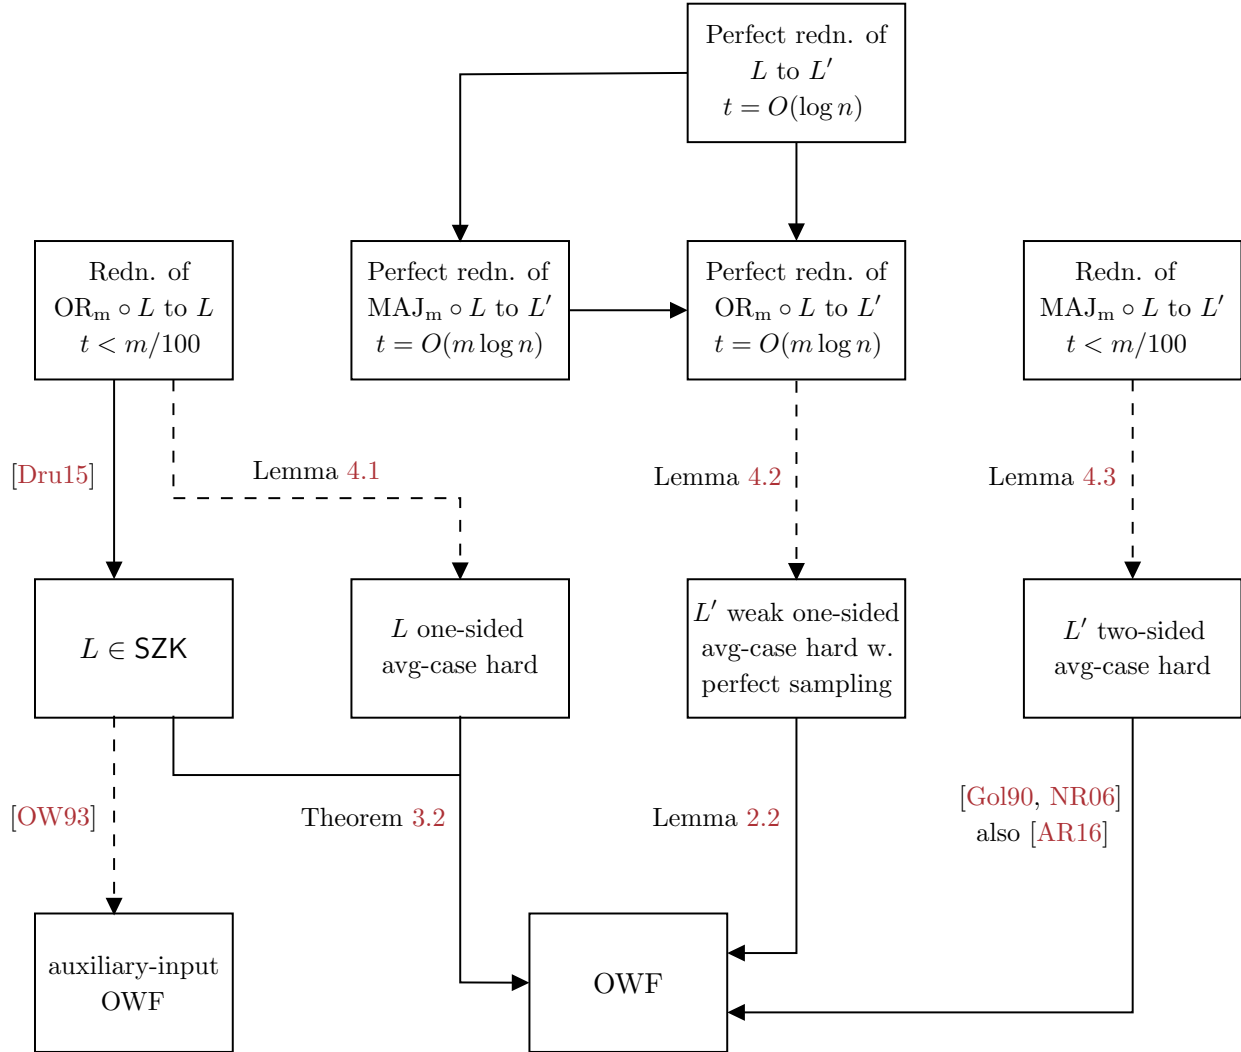 Perfect redn. of
L to L′
t = O(log n)
Redn. of
ORₘ ∘ L to L
t < m/100
Perfect redn. of
MAJₘ ∘ L to L′
t = O(m log n)
Perfect redn. of
ORₘ ∘ L to L′
t = O(m log n)
Redn. of
MAJₘ ∘ L to L′
t < m/100
[Dru15]
Lemma 4.1
Lemma 4.2
Lemma 4.3
L ∈ SZK
L one-sided
avg-case hard
L′ weak one-sided
avg-case hard w.
perfect sampling
L′ two-sided
avg-case hard
[OW93]
Theorem 3.2
Lemma 2.2
[Gol90, NR06]
also [AR16]
auxiliary-input
OWF
OWF